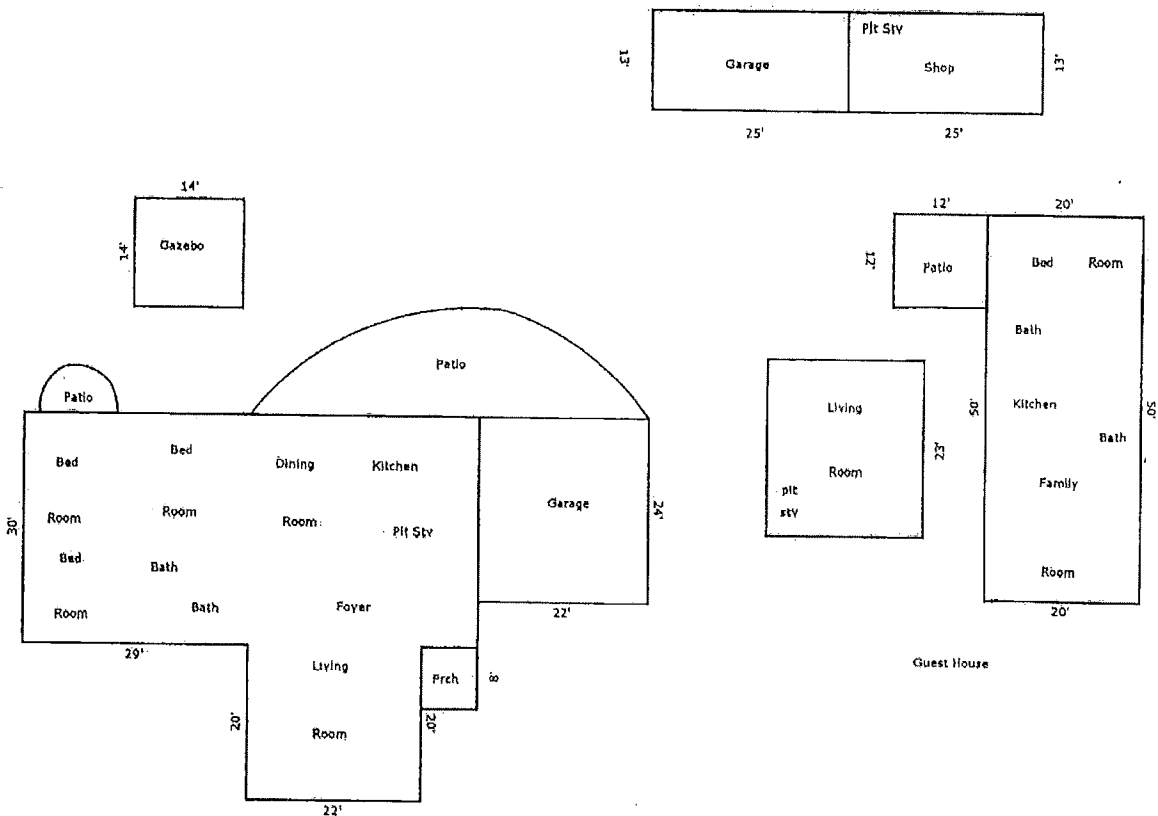 Plt Stv
13'
Garage
Shop
13'
25'
25'
14'
14'
Gazebo
12'
20'
12'
Patio
Bed Room
Bath
Kitchen
50'
50'
Bath
Family
Room
20'
Guest House
Living
Room
23'
plt
stv
Patio
Patio
Bed
Bed
Dining
Kitchen
Room
Room
Room
Plt Stv
Garage
24'
30'
Bed
Bath
Room
Bath
Foyer
22'
29'
Living
Prch
8
20'
20'
Room
22'